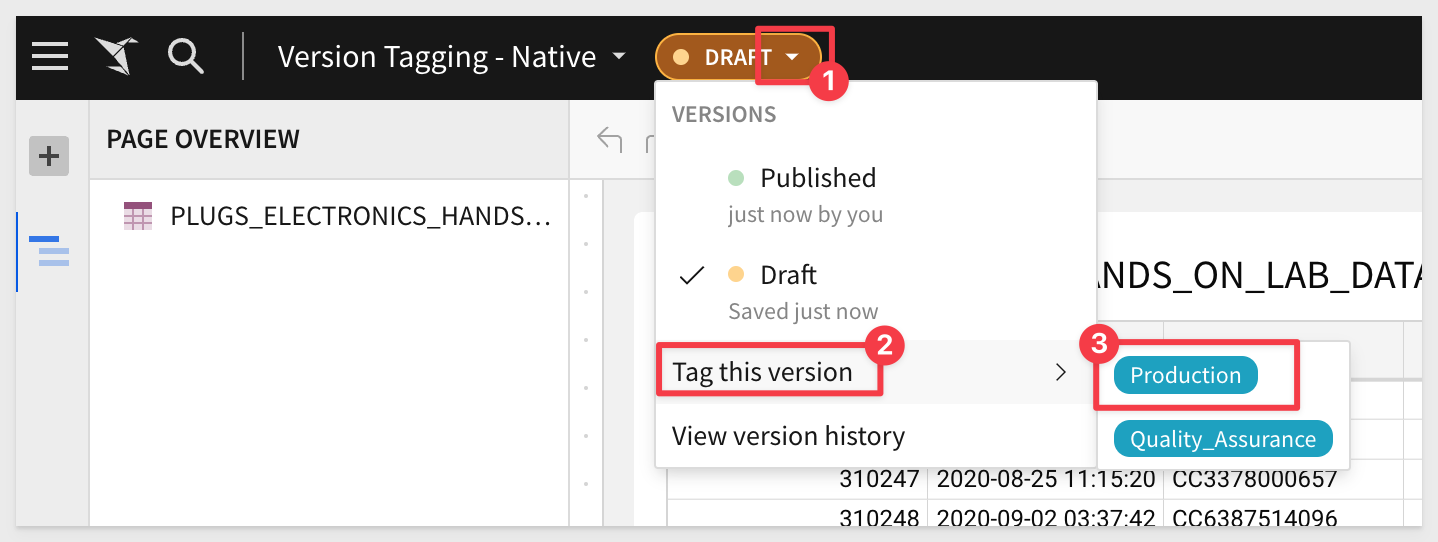 Version Tagging - Native
DRAFT
1
PAGE OVERVIEW
PLUGS_ELECTRONICS_HANDS...
VERSIONS
Published
just now by you
Draft
Saved just now
ANDS_ON_LAB_DATA
2
Tag this version
3
Production
View version history
Quality_Assurance
310247 2020-08-25 11:15:20 CC3378000657
310248 2020-09-02 03:37:42 CC6387514096